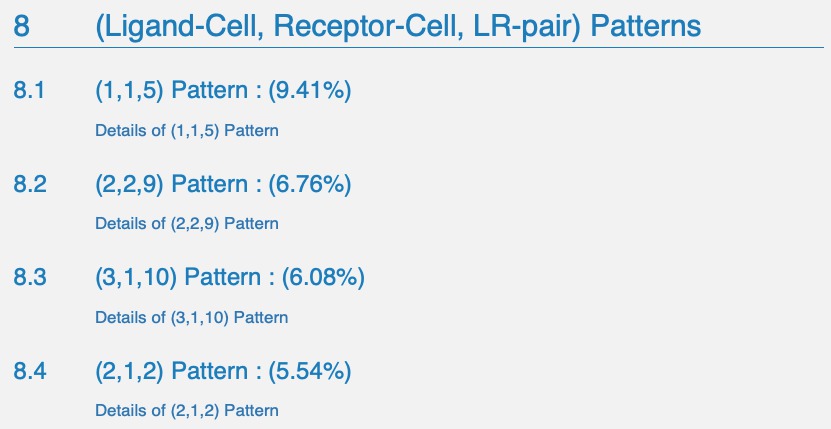 8 (Ligand-Cell, Receptor-Cell, LR-pair) Patterns
8.1 (1,1,5) Pattern : (9.41%)
Details of (1,1,5) Pattern
8.2 (2,2,9) Pattern : (6.76%)
Details of (2,2,9) Pattern
8.3 (3,1,10) Pattern : (6.08%)
Details of (3,1,10) Pattern
8.4 (2,1,2) Pattern : (5.54%)
Details of (2,1,2) Pattern